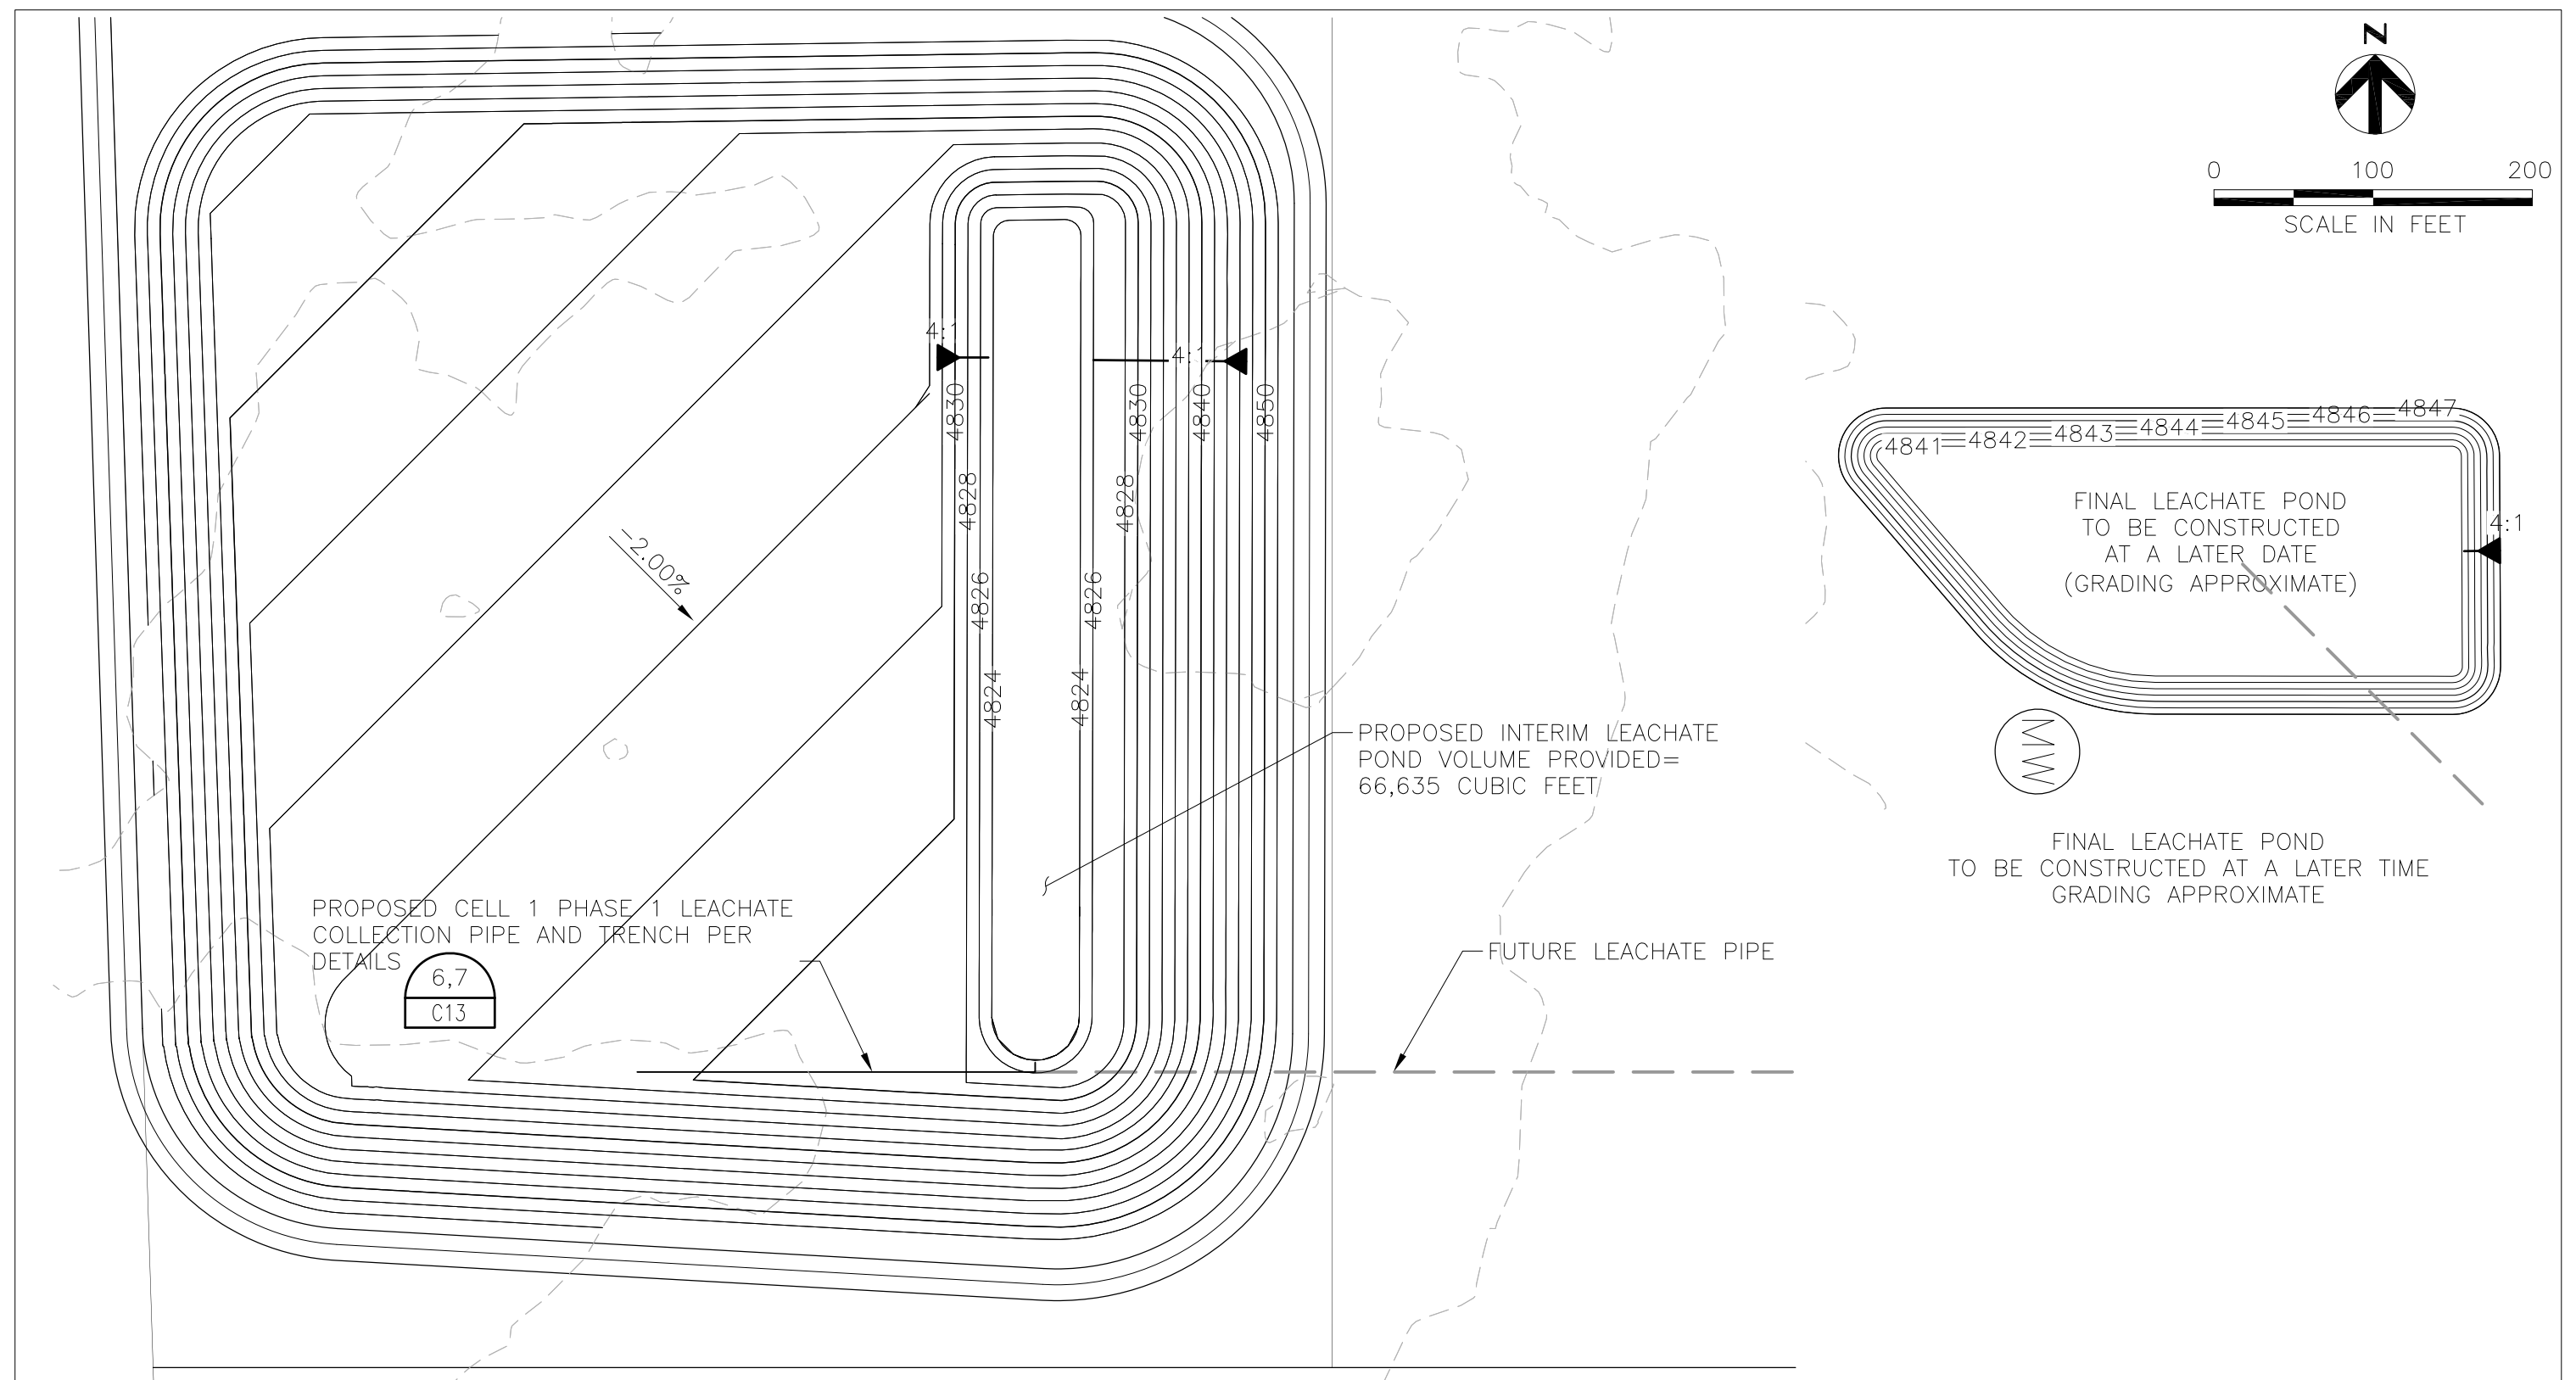 N
0 100 200
SCALE IN FEET
4:1
4:1
4830
4830
4840
4850
4828
4828
4826
4826
4824
4824
-2.00%
4841 4842 4843 4844 4845 4846 4847
FINAL LEACHATE POND
TO BE CONSTRUCTED
AT A LATER DATE
(GRADING APPROXIMATE)
4:1
PROPOSED INTERIM LEACHATE
POND VOLUME PROVIDED=
66,635 CUBIC FEET
MW
FINAL LEACHATE POND
TO BE CONSTRUCTED AT A LATER TIME
GRADING APPROXIMATE
PROPOSED CELL 1 PHASE 1 LEACHATE
COLLECTION PIPE AND TRENCH PER
DETAILS
6,7
C13
FUTURE LEACHATE PIPE